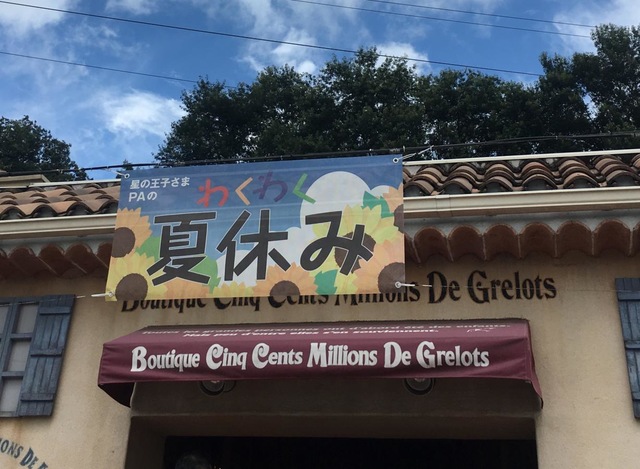 星の王子さま
PAの
わくわく
夏休み
Boutique Cinq Cents Millions De Grelots
Boutique Cinq Cents Millions De Grelots